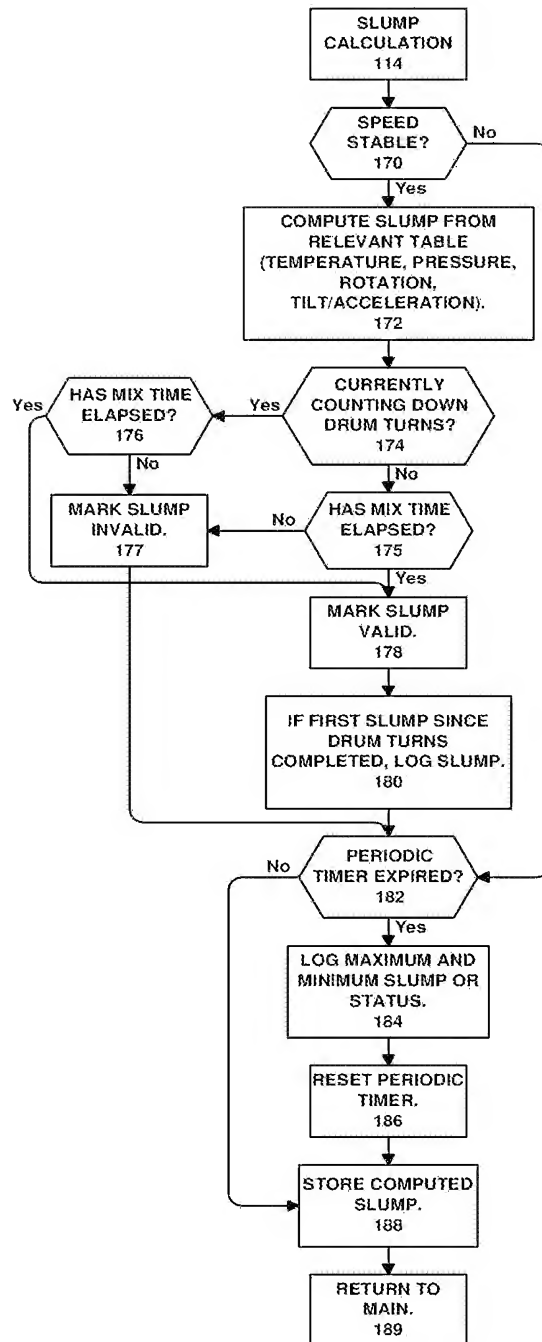 SLUMP
CALCULATION
114
SPEED
STABLE?
170
No
Yes
COMPUTE SLUMP FROM
RELEVANT TABLE
(TEMPERATURE, PRESSURE,
ROTATION,
TILT/ACCELERATION).
172
Yes
HAS MIX TIME
ELAPSED?
176
Yes
CURRENTLY
COUNTING DOWN
DRUM TURNS?
174
No
No
MARK SLUMP
INVALID.
177
No
HAS MIX TIME
ELAPSED?
175
Yes
MARK SLUMP
VALID.
178
IF FIRST SLUMP SINCE
DRUM TURNS
COMPLETED, LOG SLUMP.
180
No
PERIODIC
TIMER EXPIRED?
182
Yes
LOG MAXIMUM AND
MINIMUM SLUMP OR
STATUS.
184
RESET PERIODIC
TIMER.
186
STORE COMPUTED
SLUMP.
188
RETURN TO
MAIN.
189